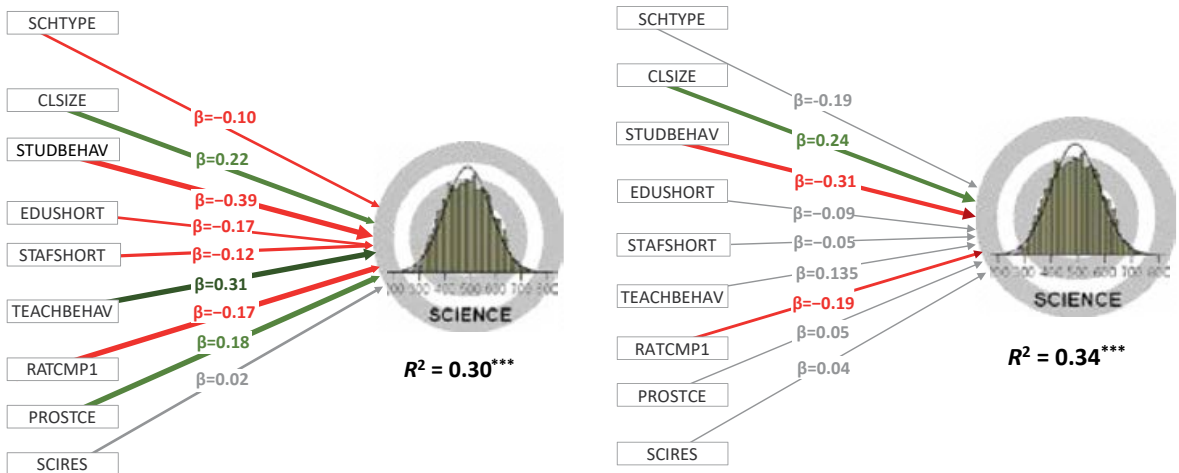 SCHTYPE
CLSIZE
STUDBEHAV
EDUSHORT
STAFSHORT
TEACHBEHAV
RATCMP1
PROSTCE
SCIRES
β=−0.10
β=0.22
β=−0.39
β=−0.17
β=−0.12
β=0.31
β=−0.17
β=0.18
β=0.02
SCIENCE
R² = 0.30***
SCHTYPE
CLSIZE
STUDBEHAV
EDUSHORT
STAFSHORT
TEACHBEHAV
RATCMP1
PROSTCE
SCIRES
β=-0.19
β=0.24
β=−0.31
β=-0.09
β=-0.05
β=0.135
β=−0.19
β=0.05
β=0.04
SCIENCE
R² = 0.34***